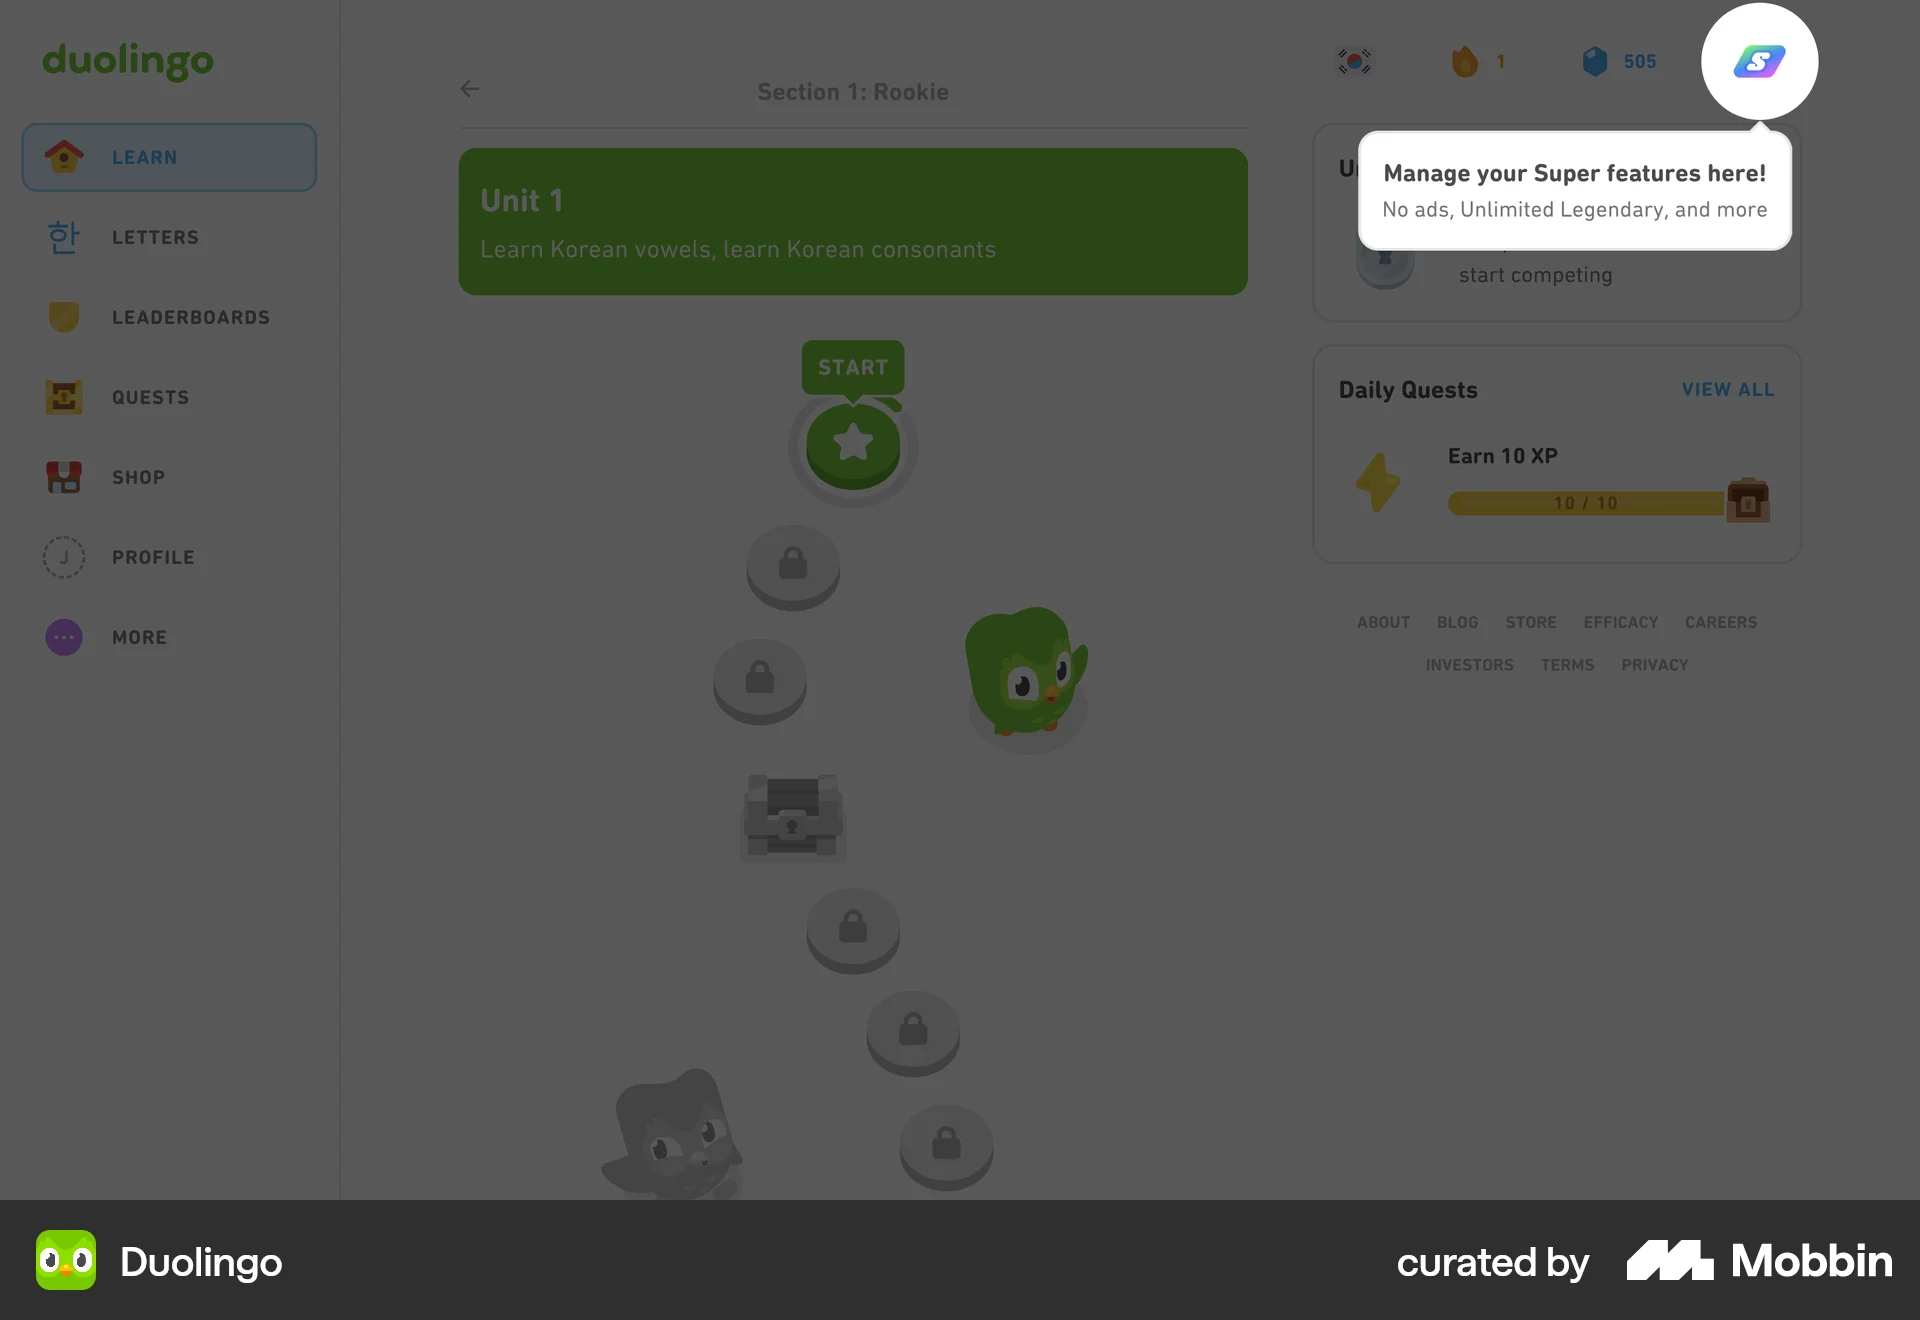 duolingo
LEARN
한
LETTERS
LEADERBOARDS
QUESTS
SHOP
J
PROFILE
MORE
Section 1: Rookie
Unit 1
Learn Korean vowels, learn Korean consonants
START
1
505
S
Manage your Super features here!
No ads, Unlimited Legendary, and more
start competing
Daily Quests
VIEW ALL
Earn 10 XP
10 / 10
ABOUT BLOG STORE EFFICACY CAREERS
INVESTORS TERMS PRIVACY
Duolingo
curated by Mobbin